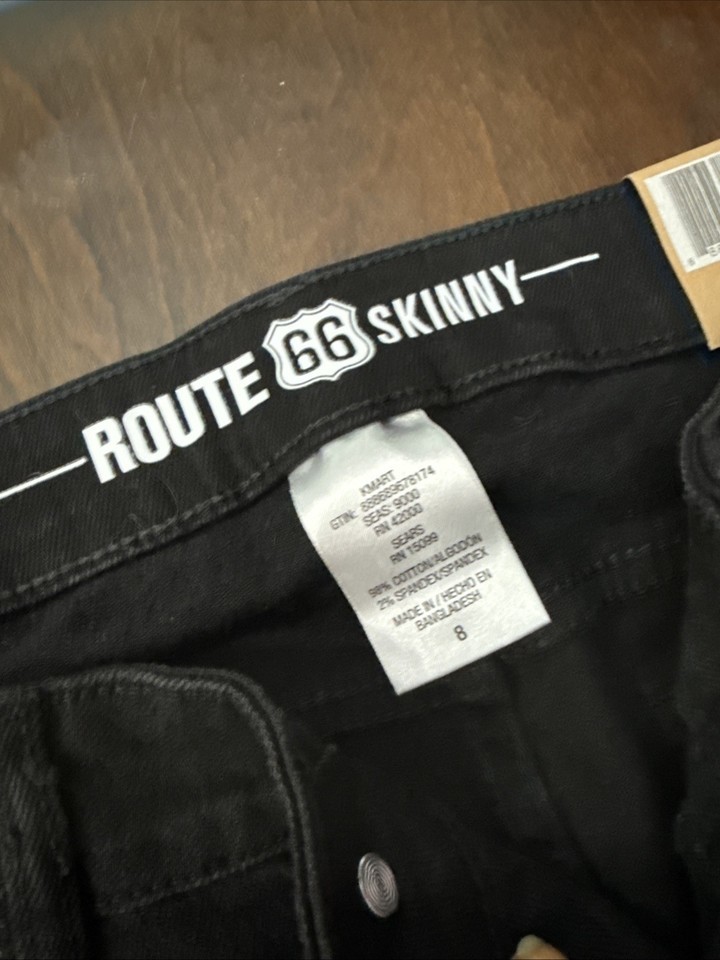 ROUTE 66 SKINNY
KMART
GTIN: 888689678174
SEAS: 9000
RN 42000
SEARS
RN 15099
98% COTTON/ALGODÓN
2% SPANDEX/SPANDEX
MADE IN / HECHO EN
BANGLADESH
8